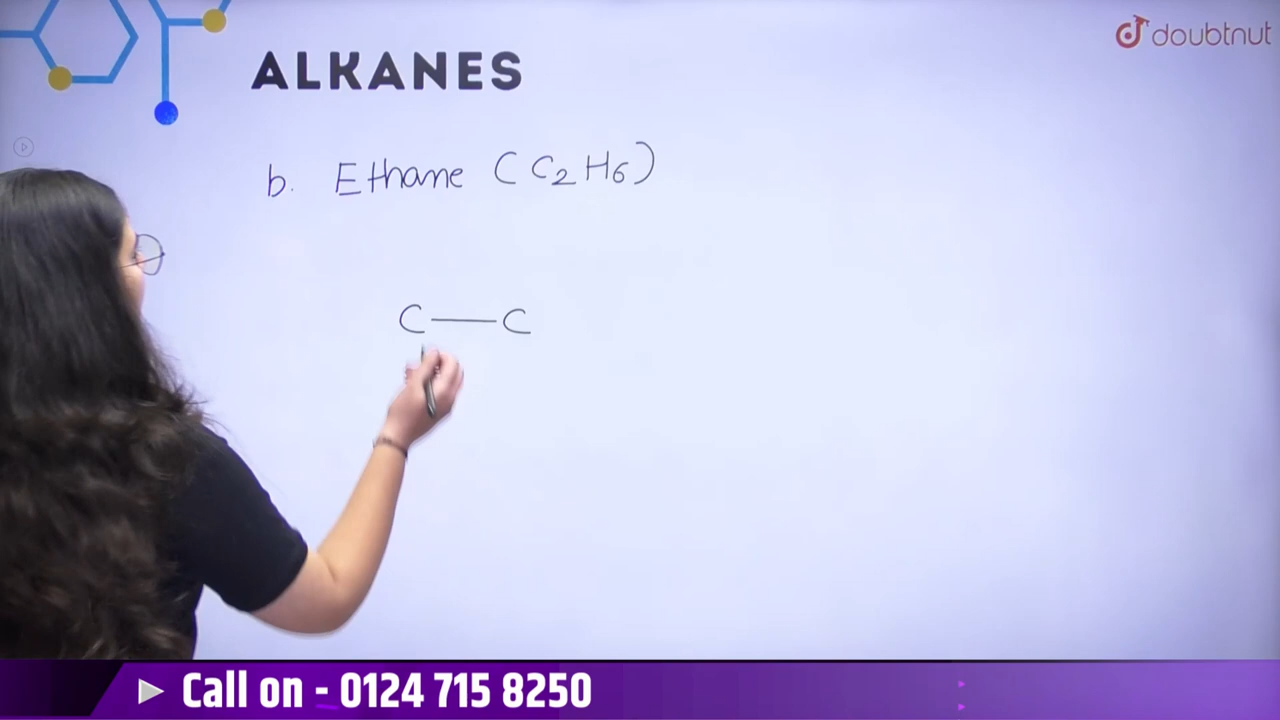 doubtnut
ALKANES
b. Ethane (C₂H₆)
C — C
Call on - 0124 715 8250